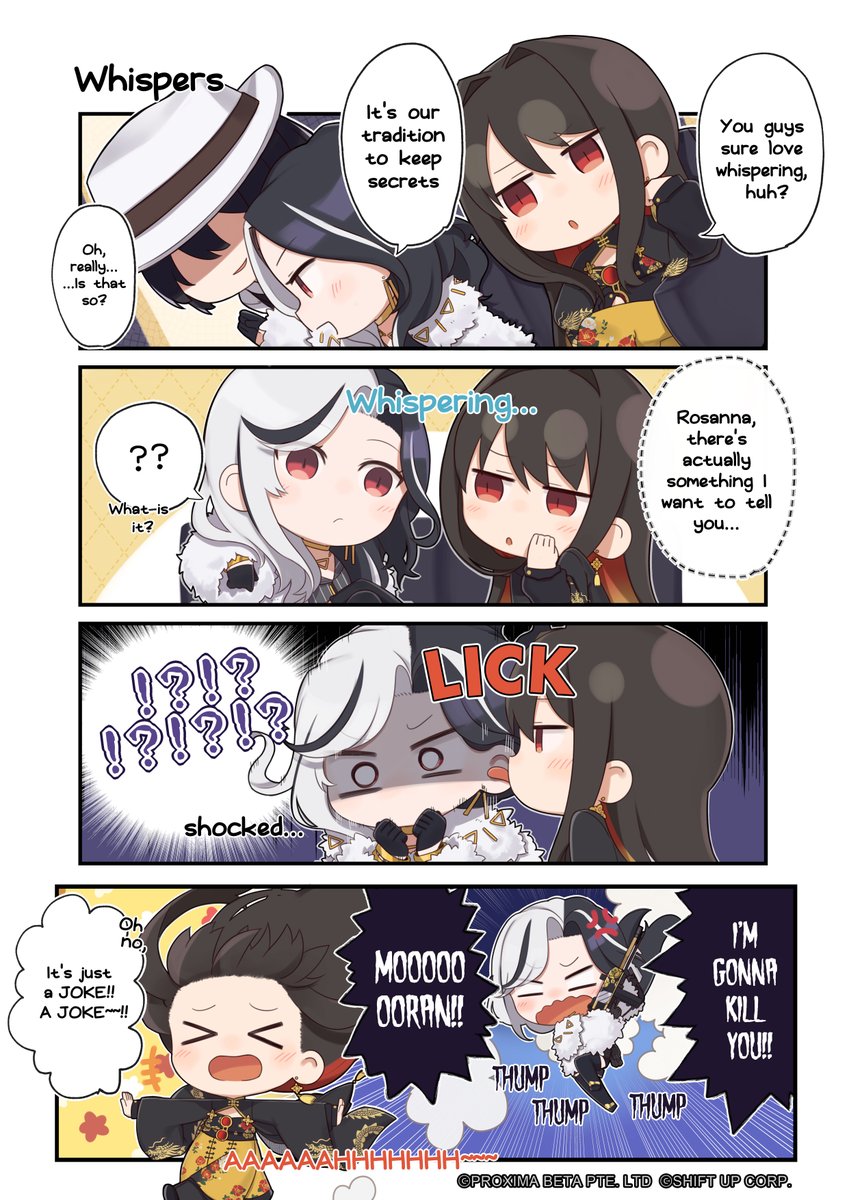 Whispers
You guys
sure love
whispering,
huh?
It's our
tradition
to keep
secrets
Oh,
really...
...Is that
so?
Whispering...
Rosanna,
there's
actually
something I
want to tell
you...
??
What-is
it?
LICK
!?!?
!?!?!?
shocked...
I'M
GONNA
KILL
YOU!!
MOOOOO
OORAN!!
THUMP
THUMP
THUMP
Oh
no,
It's just
a JOKE!!
A JOKE~~!!
AAAAAAHHHHHHH~~~
©PROXIMA BETA PTE. LTD ©SHIFT UP CORP.